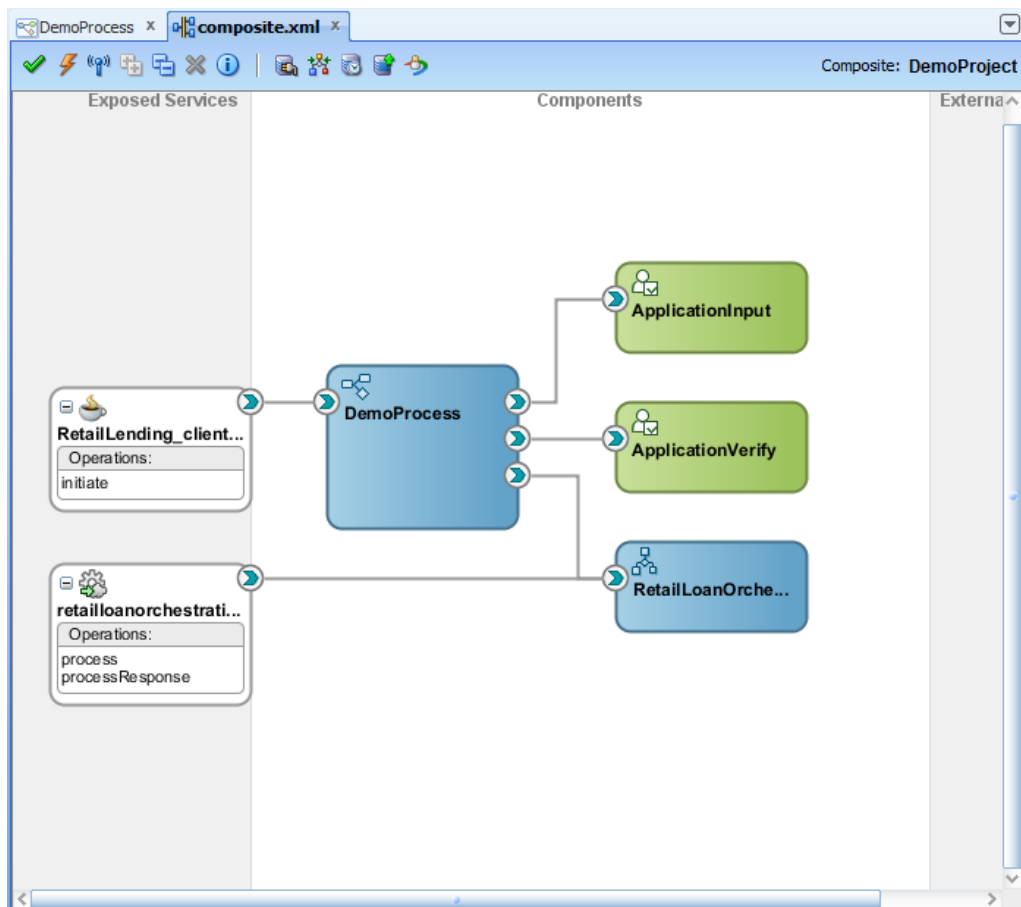 DemoProcess x composite.xml x
Composite: DemoProject
Exposed Services Components Externa
ApplicationInput
DemoProcess
RetailLending_client...
Operations:
initiate
ApplicationVerify
RetailLoanOrche...
retailloanorchestrati...
Operations:
process
processResponse